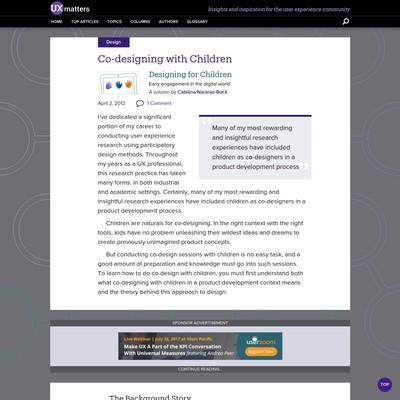 UXmatters
Insights and inspiration for the user experience community
HOME TOP ARTICLES TOPICS COLUMNS AUTHORS GLOSSARY
Design
Co-designing with Children
Designing for Children
Early engagement in the digital world
A column by Catalina Naranjo-Bock
April 2, 2012 1 Comment
I've dedicated a significant
portion of my career to
conducting user experience
research using participatory
design methods. Throughout
my years as a UX professional,
this research practice has
taken many forms. in both industrial
and academic settings. Certainly, many of my most rewarding and
insightful research experiences have included children as co-designers in a
product development process.
Many of my most rewarding
and insightful research
experiences have included
children as co-designers in a
product development process
Children are naturals for co-designing. In the right context with the right
tools, kids have no problem unleashing their wildest ideas and dreams to
create previously unimagined product concepts.
But conducting co-design sessions with children is no easy task, and a
good amount of preparation and knowledge must go into such sessions.
To learn how to do co-design with children, you must first understand both
what co-designing with children in a product development context means
and the theory behind this approach to design.
SPONSOR ADVERTISEMENT
Live Webinar | July 25, 2017 at 10am Pacific
Make UX A Part of the KPI Conversation
With Universal Measures featuring Andrea Peer
userzoom
Register Now
CONTINUE READING...
TOP
The Background Story